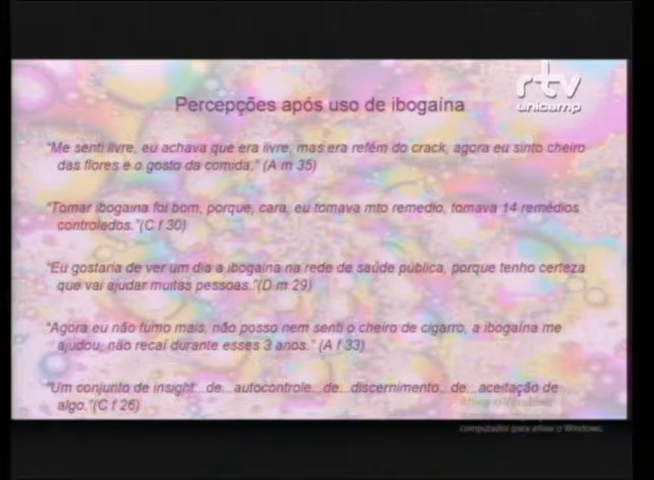 rtv
unicamp
Percepções após uso de ibogaína
"Me senti livre, eu achava que era livre, mas era refém do crack, agora eu sinto cheiro
das flores e o gosto da comida." (A m 35)
"Tomar ibogaina foi bom, porque, cara, eu tomava mto remedio, tomava 14 remédios
controlados."(C f 30)
"Eu gostaria de ver um dia a ibogaína na rede de saúde pública, porque tenho certeza
que vai ajudar muitas pessoas."(D m 29)
"Agora eu não fumo mais, não posso nem senti o cheiro de cigarro, a ibogaína me
ajudou, não recaí durante esses 3 anos." (A f 33)
"Um conjunto de insight...de...autocontrole...de...discernimento...de...aceitação de
algo."(C f 26)
Ativar o Windows
computador para ativar o Windows.